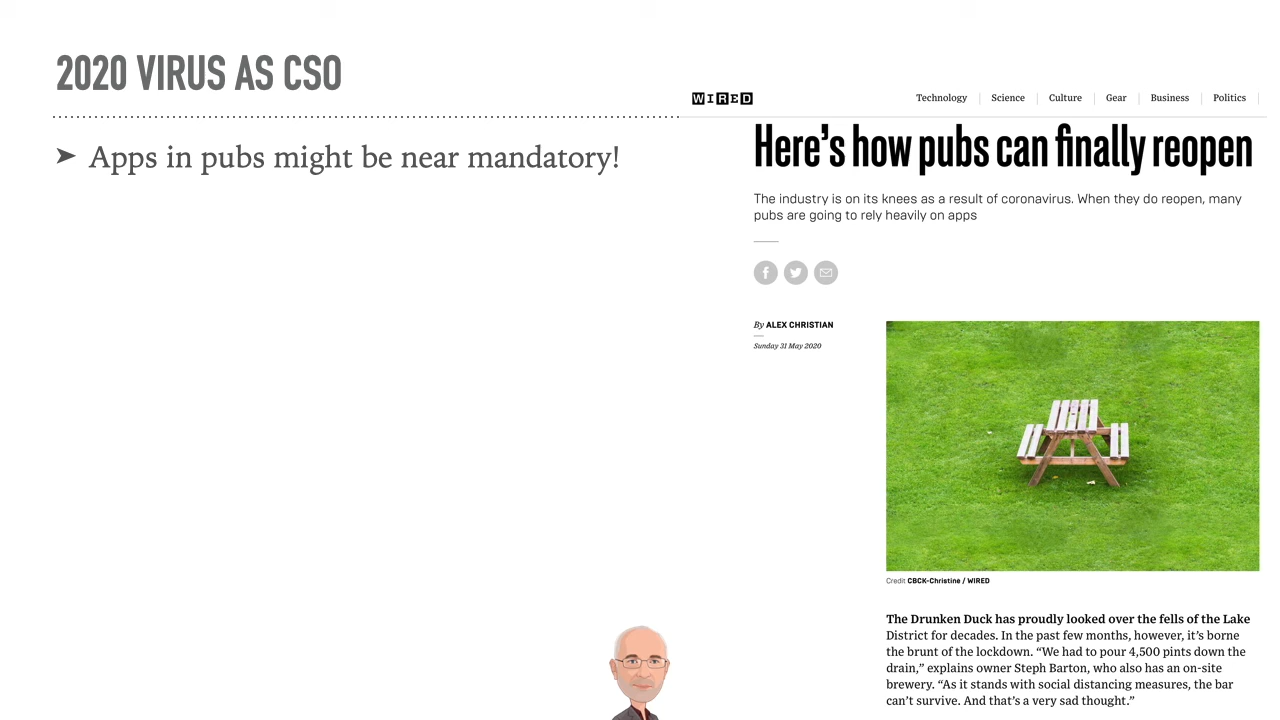 2020 VIRUS AS CSO
➤ Apps in pubs might be near mandatory!
WIRED
Technology Science Culture Gear Business Politics
Here’s how pubs can finally reopen
The industry is on its knees as a result of coronavirus. When they do reopen, many
pubs are going to rely heavily on apps
By ALEX CHRISTIAN
Sunday 31 May 2020
Credit CBCK-Christine / WIRED
The Drunken Duck has proudly looked over the fells of the Lake
District for decades. In the past few months, however, it’s borne
the brunt of the lockdown. “We had to pour 4,500 pints down the
drain,” explains owner Steph Barton, who also has an on-site
brewery. “As it stands with social distancing measures, the bar
can’t survive. And that’s a very sad thought.”